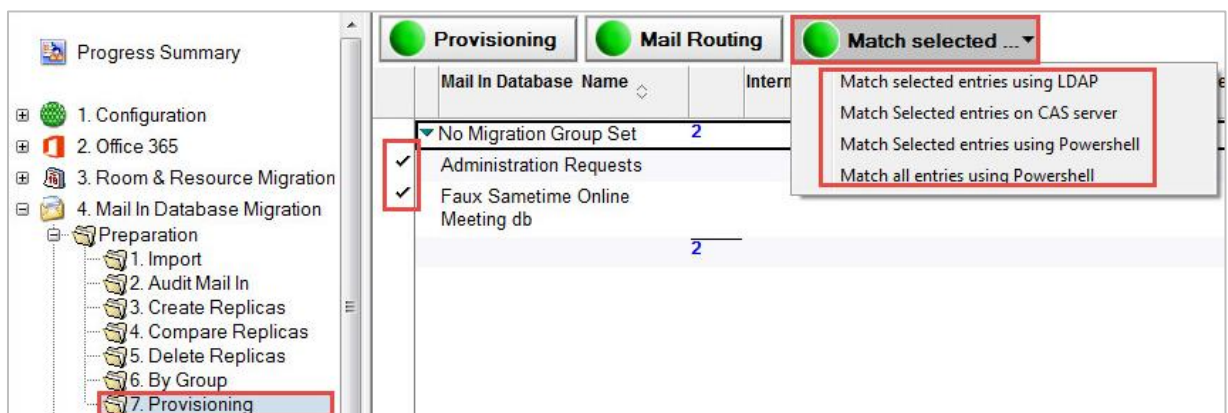 Progress Summary
1. Configuration
2. Office 365
3. Room & Resource Migration
4. Mail In Database Migration
Preparation
1. Import
2. Audit Mail In
3. Create Replicas
4. Compare Replicas
5. Delete Replicas
6. By Group
7. Provisioning
Provisioning
Mail Routing
Match selected ...
Mail In Database Name
Intern
Match selected entries using LDAP
Match Selected entries on CAS server
Match Selected entries using Powershell
Match all entries using Powershell
No Migration Group Set 2
Administration Requests
Faux Sametime Online
Meeting db
2